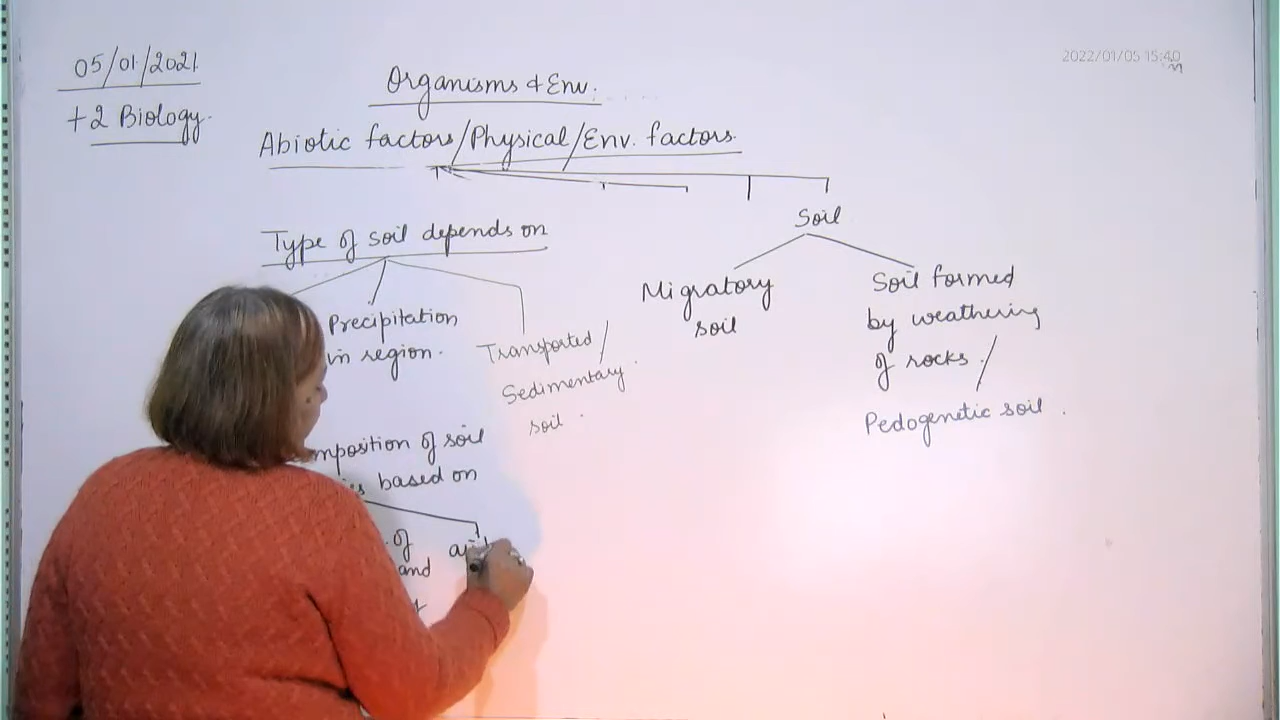 05/01/2021
+2 Biology.
2022/01/05 15:40
Organisms & Env.
Abiotic factors/Physical/Env. factors.
Soil
Type of soil depends on
Migratory
soil
Soil formed
by weathering
of rocks /
Pedogenetic soil.
Precipitation
in region.
Transported /
Sedimentary
soil.
mposition of soil
based on
of
and